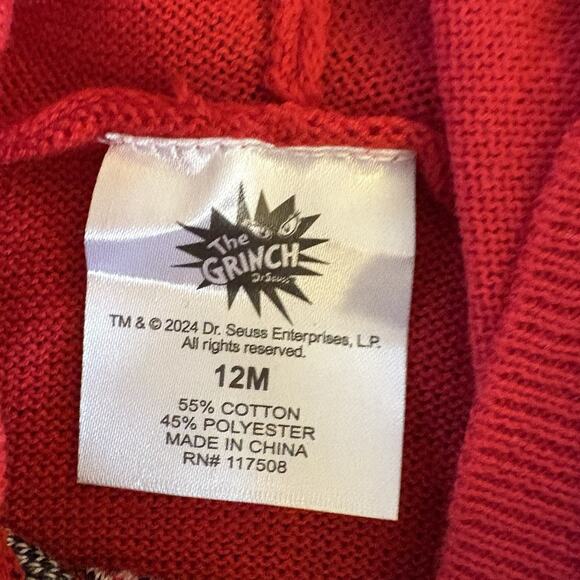 The
GRINCH
Dr. Seuss
TM & © 2024 Dr. Seuss Enterprises, L.P.
All rights reserved.
12M
55% COTTON
45% POLYESTER
MADE IN CHINA
RN# 117508